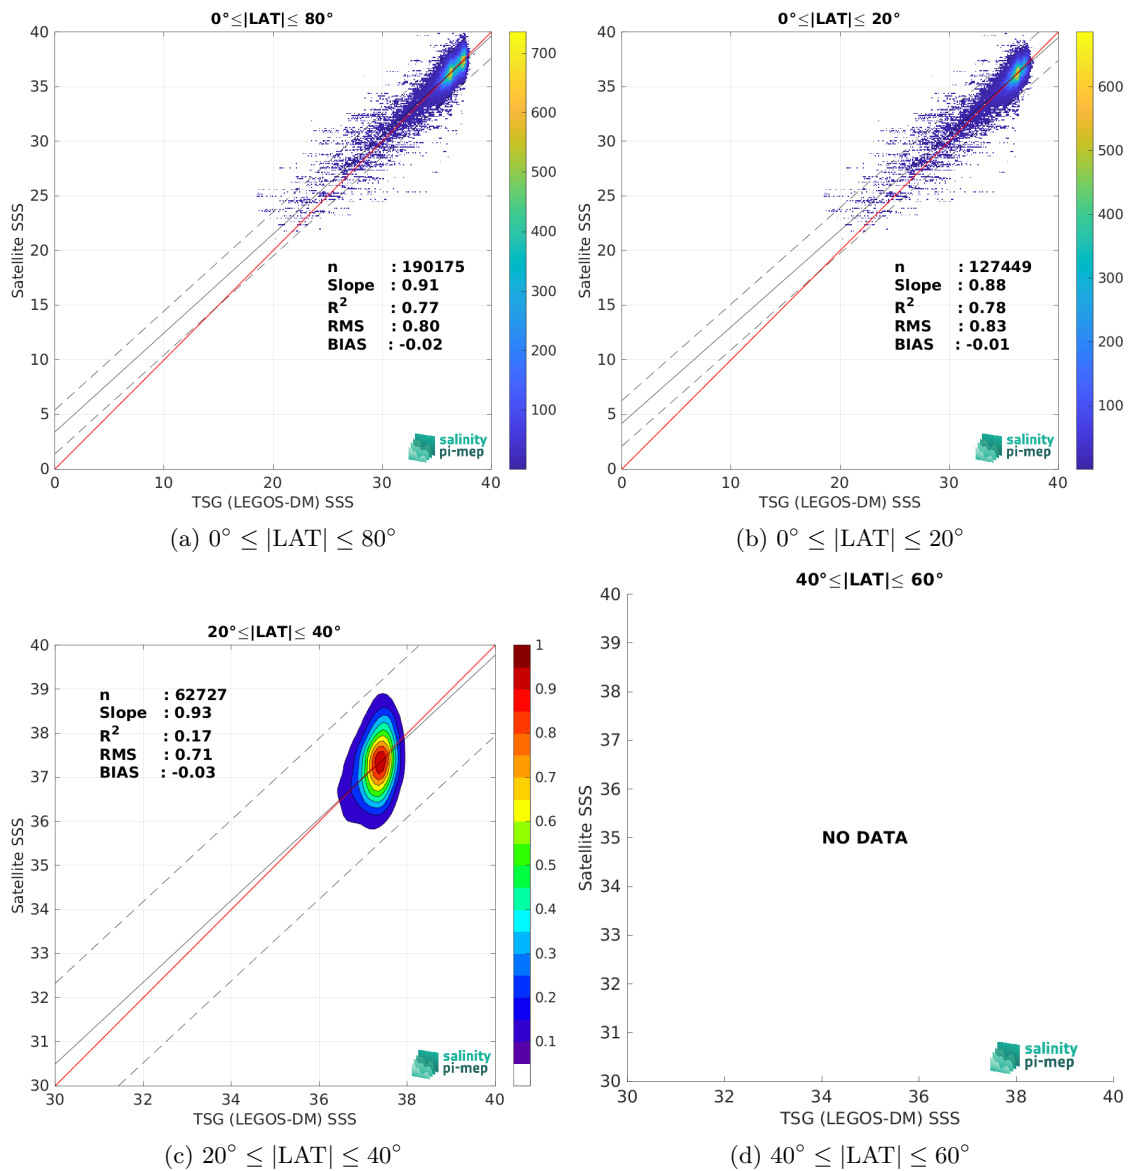 0°≤|LAT|≤ 80°
40
35
30
25
20
15
10
5
0
Satellite SSS
n : 190175
Slope : 0.91
R² : 0.77
RMS : 0.80
BIAS : -0.02
salinity
pi-mep
0 10 20 30 40
TSG (LEGOS-DM) SSS
700
600
500
400
300
200
100
(a) 0° ≤ |LAT| ≤ 80°
0°≤|LAT|≤ 20°
40
35
30
25
20
15
10
5
0
Satellite SSS
n : 127449
Slope : 0.88
R² : 0.78
RMS : 0.83
BIAS : -0.01
salinity
pi-mep
0 10 20 30 40
TSG (LEGOS-DM) SSS
600
500
400
300
200
100
(b) 0° ≤ |LAT| ≤ 20°
20°≤|LAT|≤ 40°
40
39
38
37
36
35
34
33
32
31
30
Satellite SSS
n : 62727
Slope : 0.93
R² : 0.17
RMS : 0.71
BIAS : -0.03
salinity
pi-mep
30 32 34 36 38 40
TSG (LEGOS-DM) SSS
1
0.9
0.8
0.7
0.6
0.5
0.4
0.3
0.2
0.1
(c) 20° ≤ |LAT| ≤ 40°
40°≤|LAT|≤ 60°
40
39
38
37
36
35
34
33
32
31
30
Satellite SSS
NO DATA
salinity
pi-mep
30 32 34 36 38 40
TSG (LEGOS-DM) SSS
(d) 40° ≤ |LAT| ≤ 60°